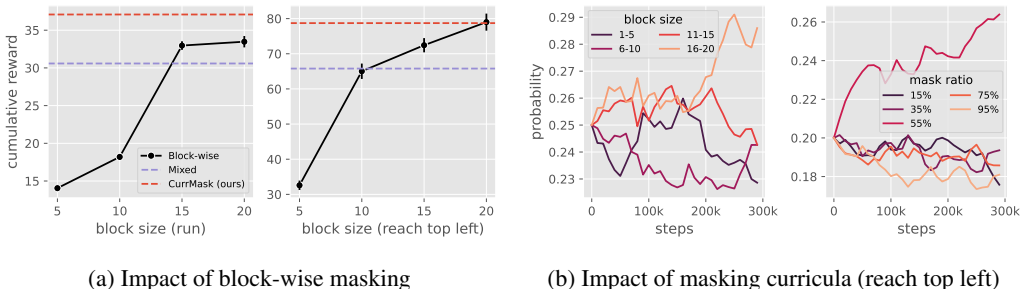 cumulative reward
35
30
25
20
15
5
10
15
20
block size (run)
Block-wise
Mixed
CurrMask (ours)
80
70
60
50
40
30
5
10
15
20
block size (reach top left)
(a) Impact of block-wise masking
probability
0.29
0.28
0.27
0.26
0.25
0.24
0.23
0
100k
200k
300k
steps
block size
1-5
6-10
11-15
16-20
0.26
0.24
0.22
0.20
0.18
0
100k
200k
300k
steps
mask ratio
15%
35%
55%
75%
95%
(b) Impact of masking curricula (reach top left)